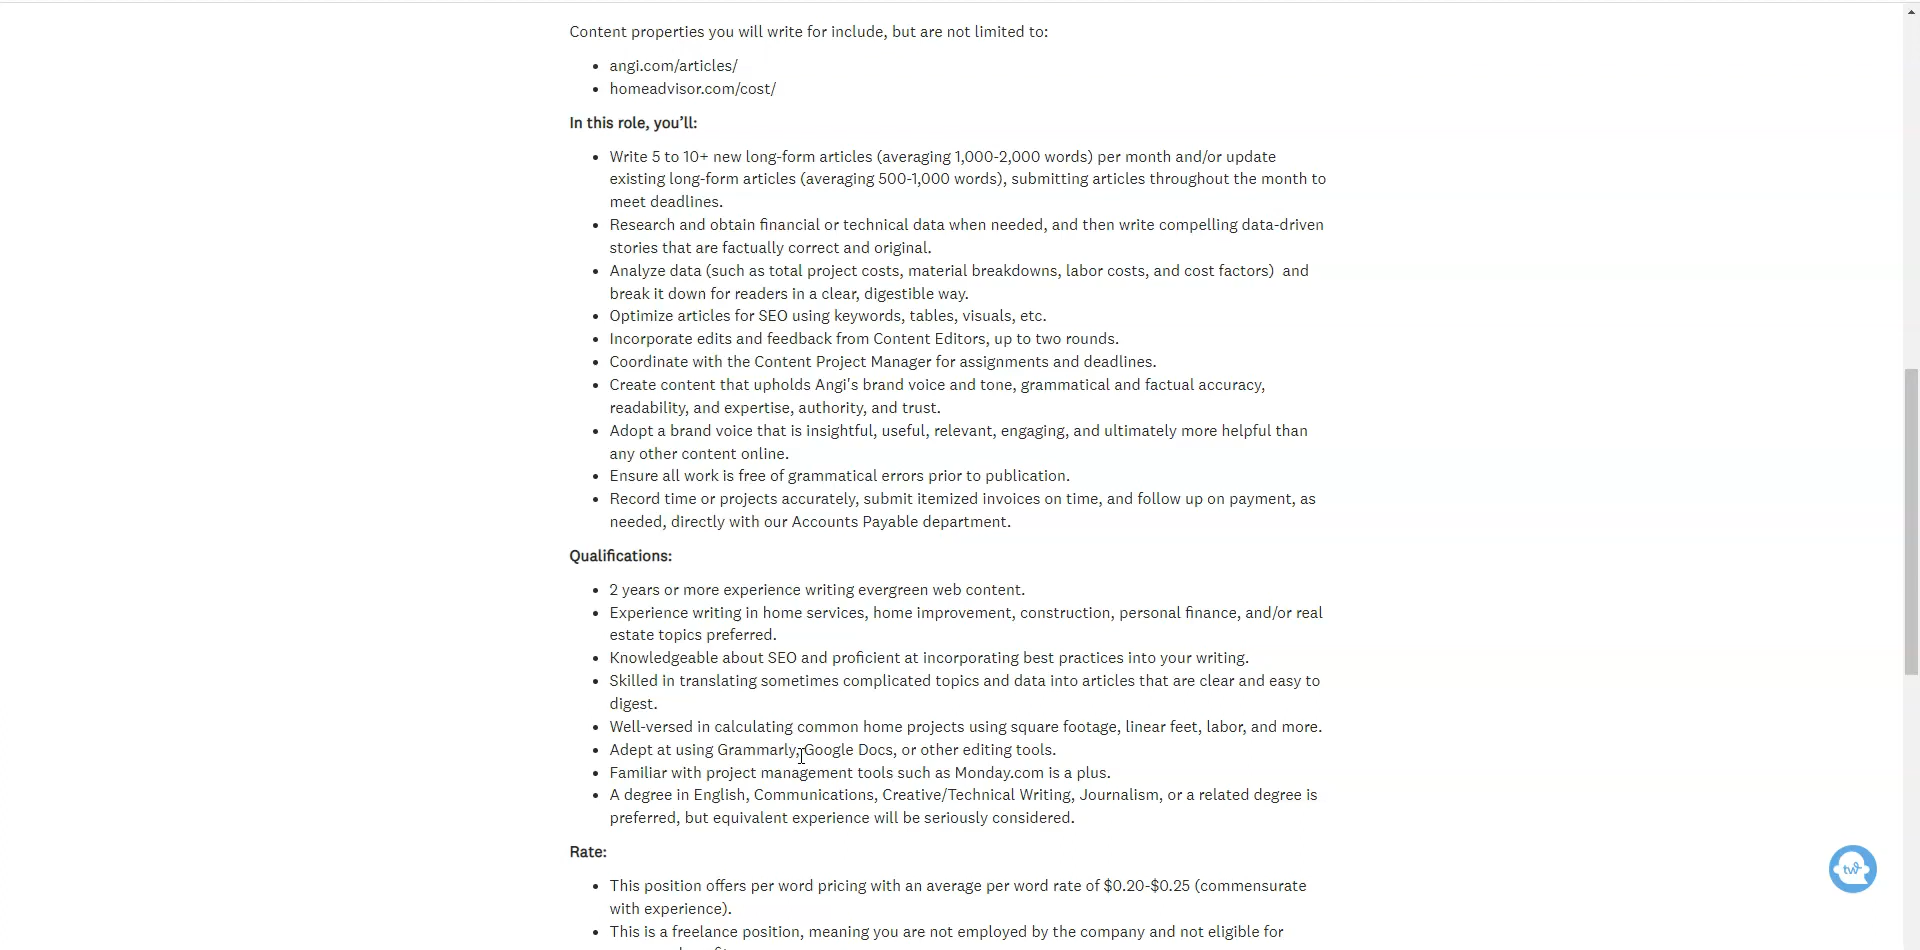 Content properties you will write for include, but are not limited to:
angi.com/articles/
homeadvisor.com/cost/
In this role, you’ll:
Write 5 to 10+ new long-form articles (averaging 1,000-2,000 words) per month and/or update
existing long-form articles (averaging 500-1,000 words), submitting articles throughout the month to
meet deadlines.
Research and obtain financial or technical data when needed, and then write compelling data-driven
stories that are factually correct and original.
Analyze data (such as total project costs, material breakdowns, labor costs, and cost factors)  and
break it down for readers in a clear, digestible way.
Optimize articles for SEO using keywords, tables, visuals, etc.
Incorporate edits and feedback from Content Editors, up to two rounds.
Coordinate with the Content Project Manager for assignments and deadlines.
Create content that upholds Angi's brand voice and tone, grammatical and factual accuracy,
readability, and expertise, authority, and trust.
Adopt a brand voice that is insightful, useful, relevant, engaging, and ultimately more helpful than
any other content online.
Ensure all work is free of grammatical errors prior to publication.
Record time or projects accurately, submit itemized invoices on time, and follow up on payment, as
needed, directly with our Accounts Payable department.
Qualifications:
2 years or more experience writing evergreen web content.
Experience writing in home services, home improvement, construction, personal finance, and/or real
estate topics preferred.
Knowledgeable about SEO and proficient at incorporating best practices into your writing.
Skilled in translating sometimes complicated topics and data into articles that are clear and easy to
digest.
Well-versed in calculating common home projects using square footage, linear feet, labor, and more.
Adept at using Grammarly, Google Docs, or other editing tools.
Familiar with project management tools such as Monday.com is a plus.
A degree in English, Communications, Creative/Technical Writing, Journalism, or a related degree is
preferred, but equivalent experience will be seriously considered.
Rate:
This position offers per word pricing with an average per word rate of $0.20-$0.25 (commensurate
with experience).
This is a freelance position, meaning you are not employed by the company and not eligible for
tw